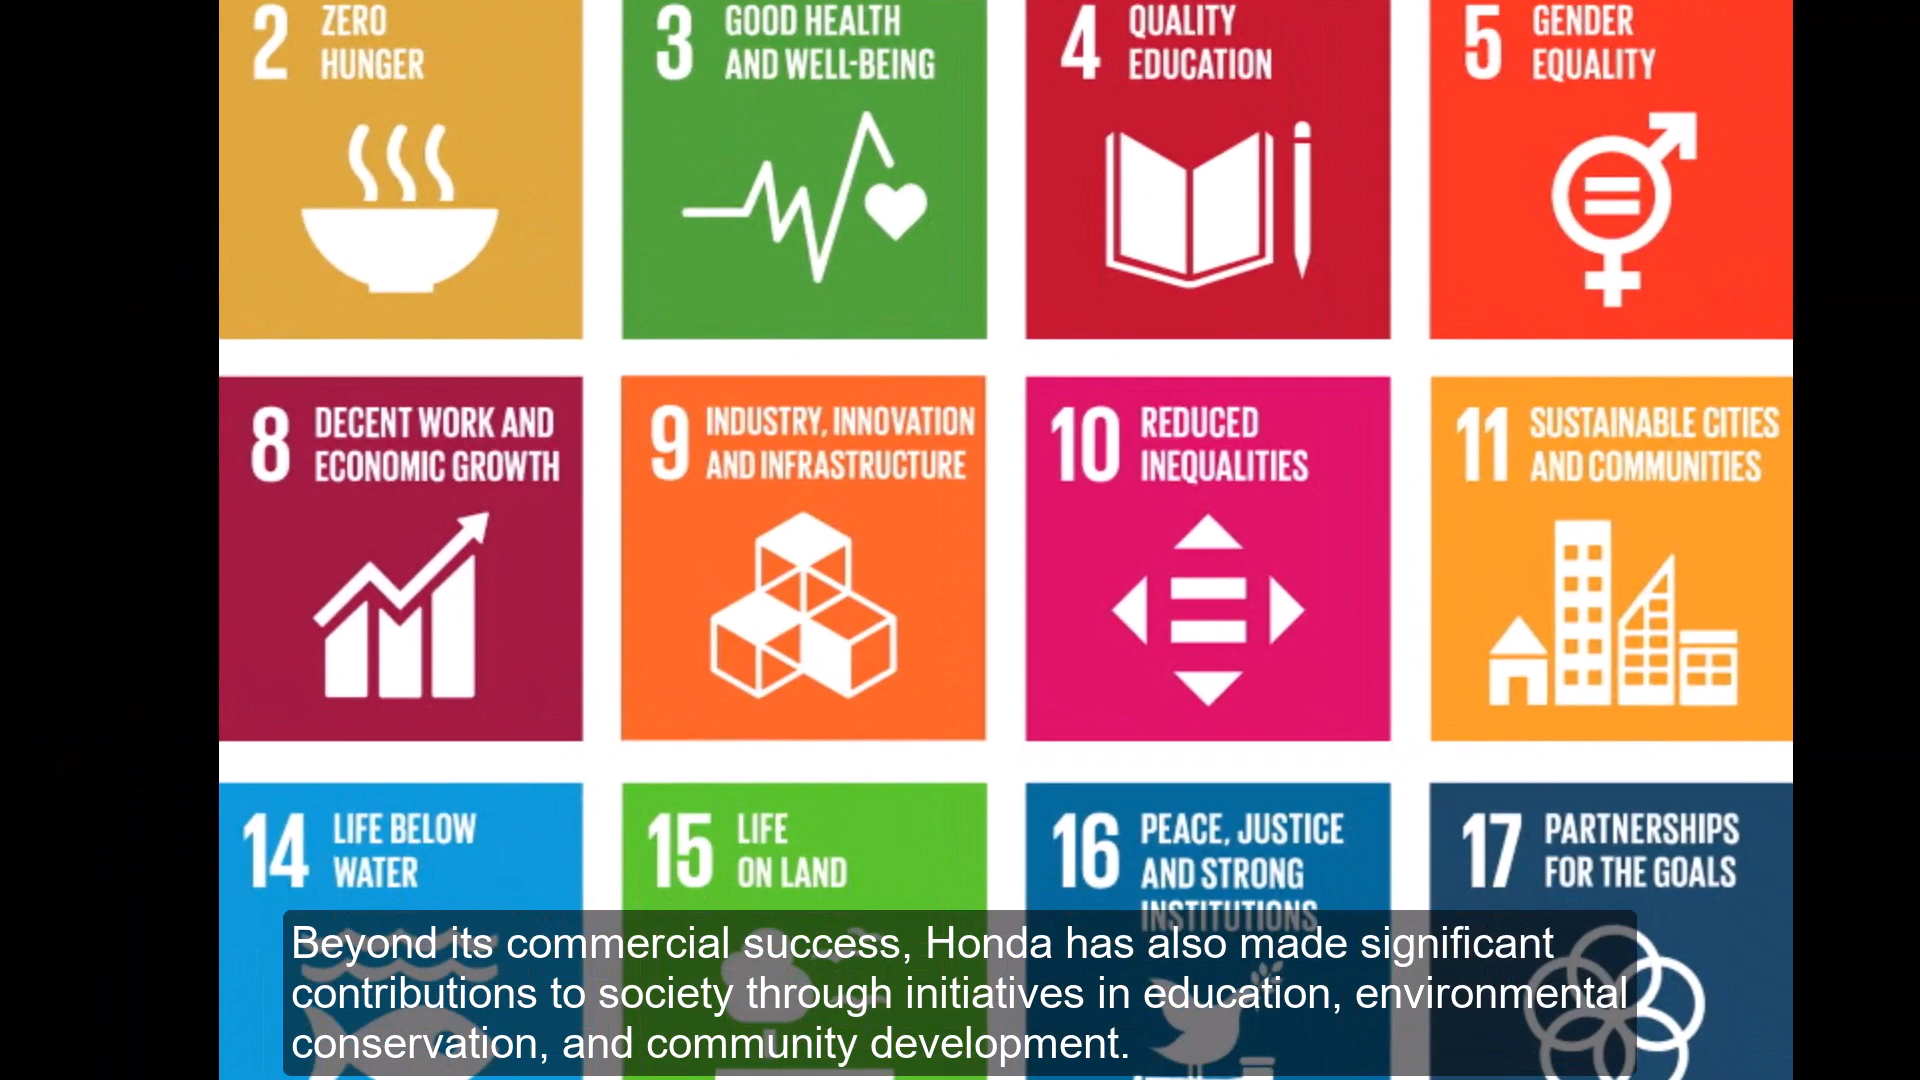 2 ZERO
HUNGER
3 GOOD HEALTH
AND WELL-BEING
4 QUALITY
EDUCATION
5 GENDER
EQUALITY
8 DECENT WORK AND
ECONOMIC GROWTH
9 INDUSTRY, INNOVATION
AND INFRASTRUCTURE
10 REDUCED
INEQUALITIES
11 SUSTAINABLE CITIES
AND COMMUNITIES
14 LIFE BELOW
WATER
15 LIFE
ON LAND
16 PEACE, JUSTICE
AND STRONG
INSTITUTIONS
17 PARTNERSHIPS
FOR THE GOALS
Beyond its commercial success, Honda has also made significant
contributions to society through initiatives in education, environmental
conservation, and community development.